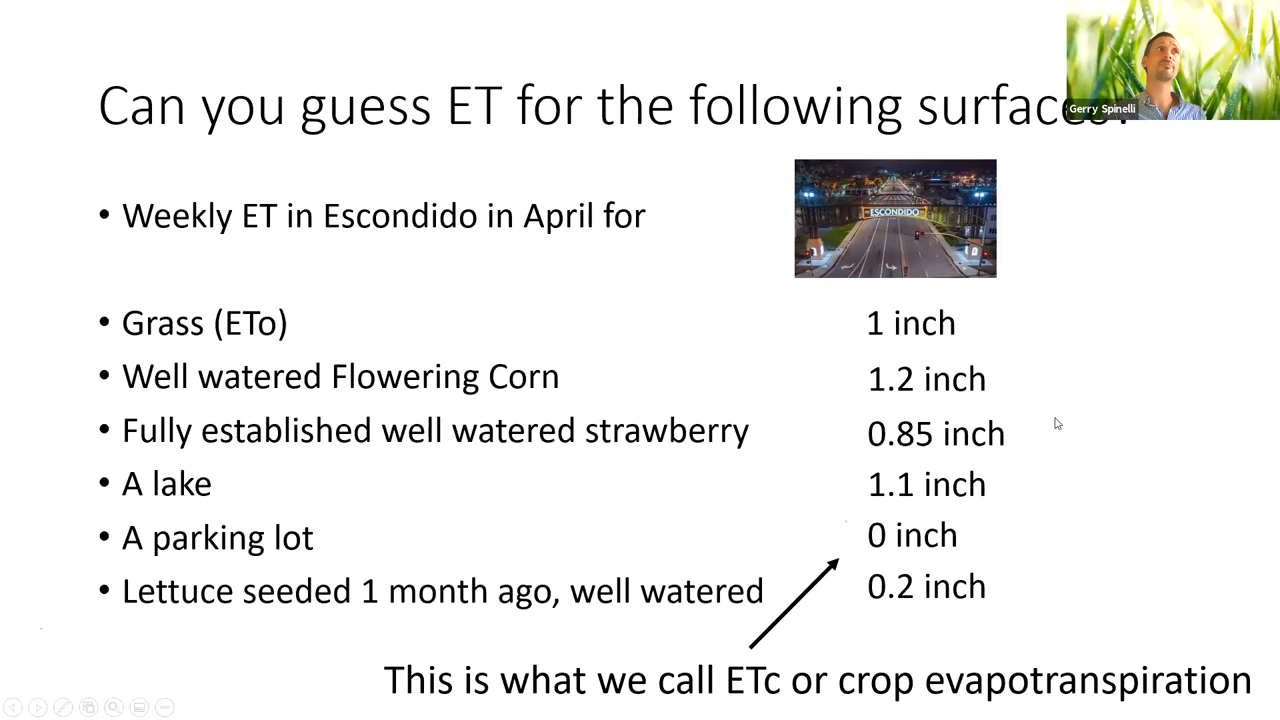 Gerry Spinelli
Can you guess ET for the following surfaces?
• Weekly ET in Escondido in April for
ESCONDIDO
• Grass (ETo) 1 inch
• Well watered Flowering Corn 1.2 inch
• Fully established well watered strawberry 0.85 inch
• A lake 1.1 inch
• A parking lot 0 inch
• Lettuce seeded 1 month ago, well watered 0.2 inch
This is what we call ETc or crop evapotranspiration